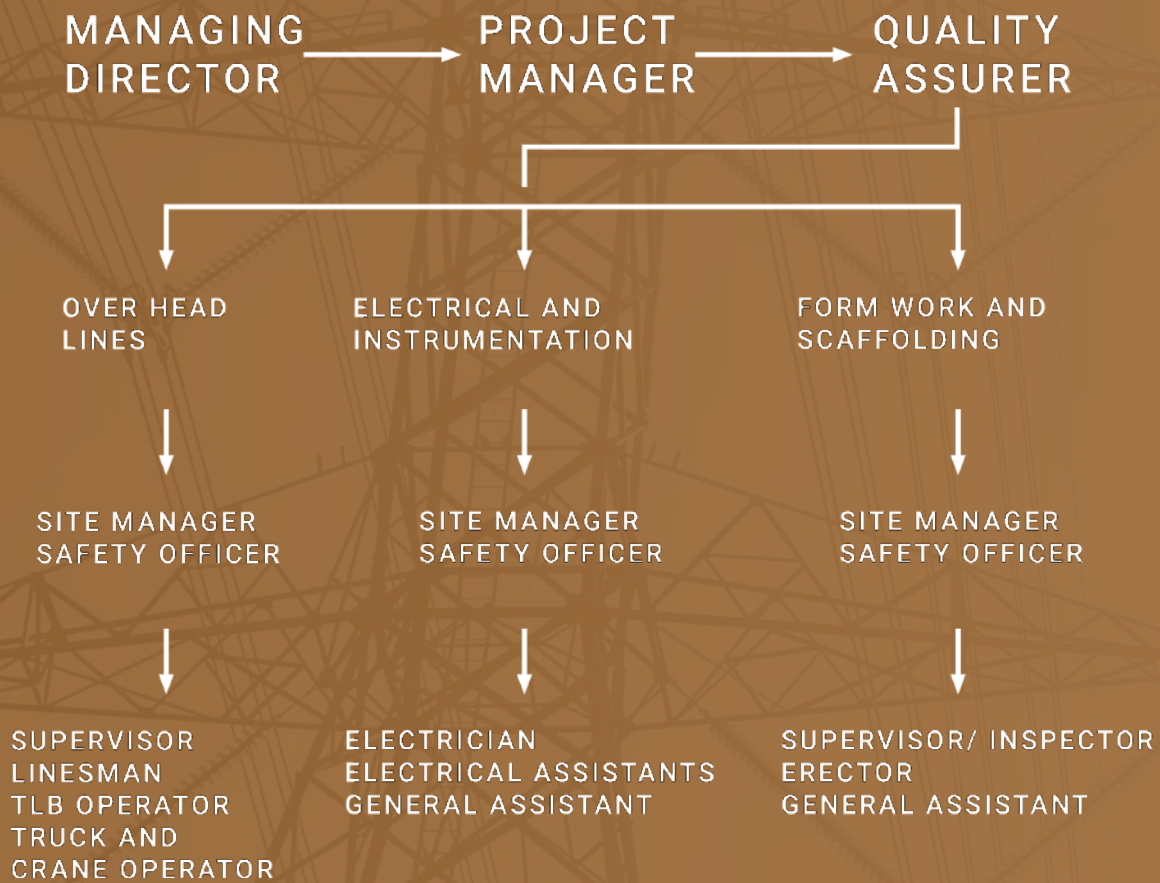 MANAGING
DIRECTOR
PROJECT
MANAGER
QUALITY
ASSURER
OVER HEAD
LINES
ELECTRICAL AND
INSTRUMENTATION
FORM WORK AND
SCAFFOLDING
SITE MANAGER
SAFETY OFFICER
SITE MANAGER
SAFETY OFFICER
SITE MANAGER
SAFETY OFFICER
SUPERVISOR
LINESMAN
TLB OPERATOR
TRUCK AND
CRANE OPERATOR
ELECTRICIAN
ELECTRICAL ASSISTANTS
GENERAL ASSISTANT
SUPERVISOR/ INSPECTOR
ERECTOR
GENERAL ASSISTANT